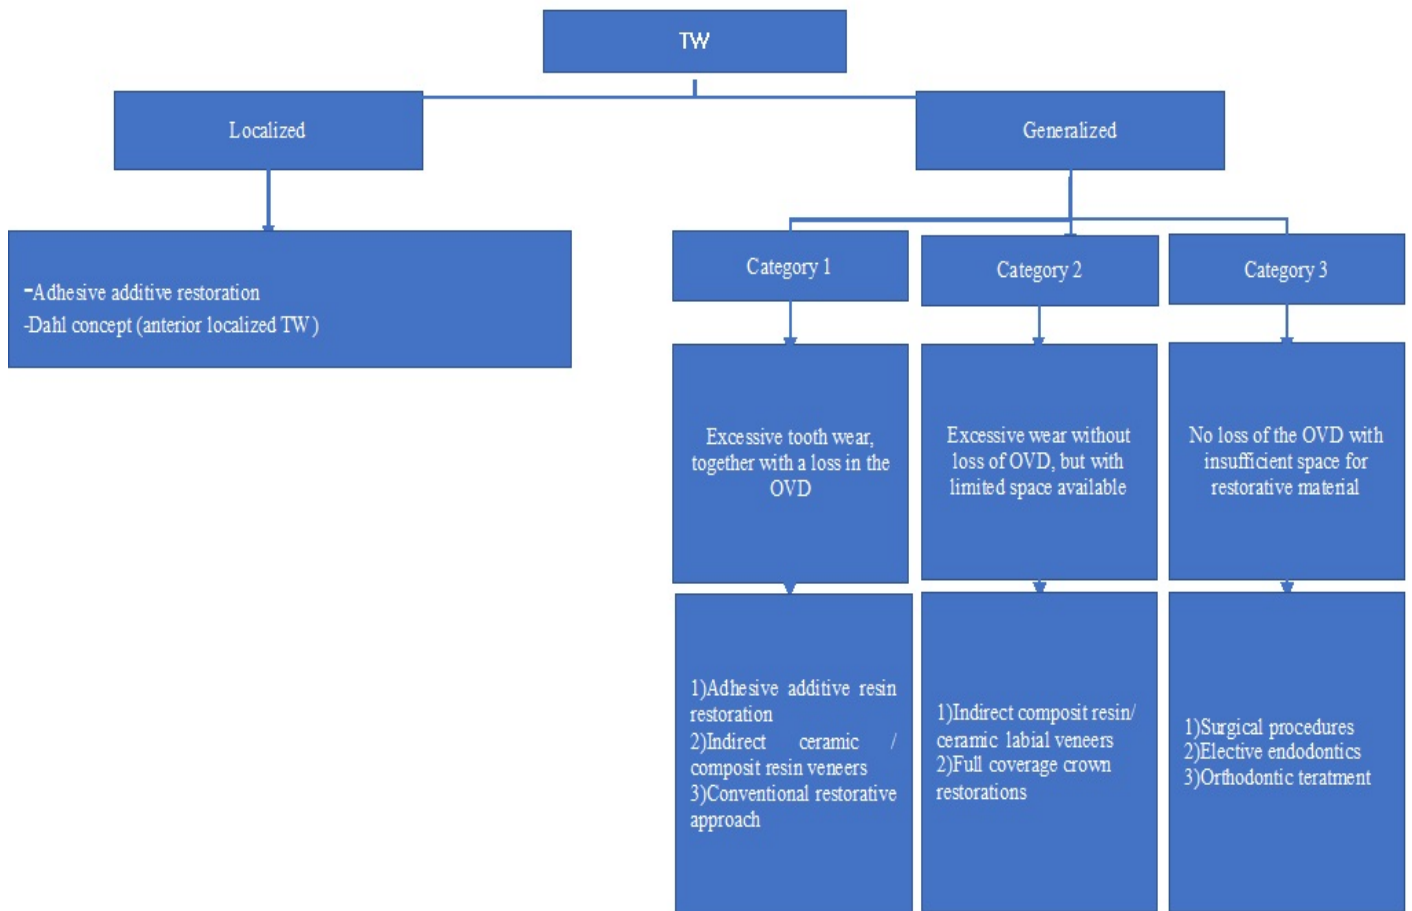 TW
Localized
Generalized
-Adhesive additive restoration
-Dahl concept (anterior localized TW)
Category 1
Category 2
Category 3
Excessive tooth wear,
together with a loss in the
OVD
Excessive wear without
loss of OVD, but with
limited space available
No loss of the OVD with
insufficient space for
restorative material
1)Adhesive additive resin
restoration
2)Indirect ceramic /
composit resin veneers
3)Conventional restorative
approach
1)Indirect composit resin/
ceramic labial veneers
2)Full coverage crown
restorations
1)Surgical procedures
2)Elective endodontics
3)Orthodontic teratment